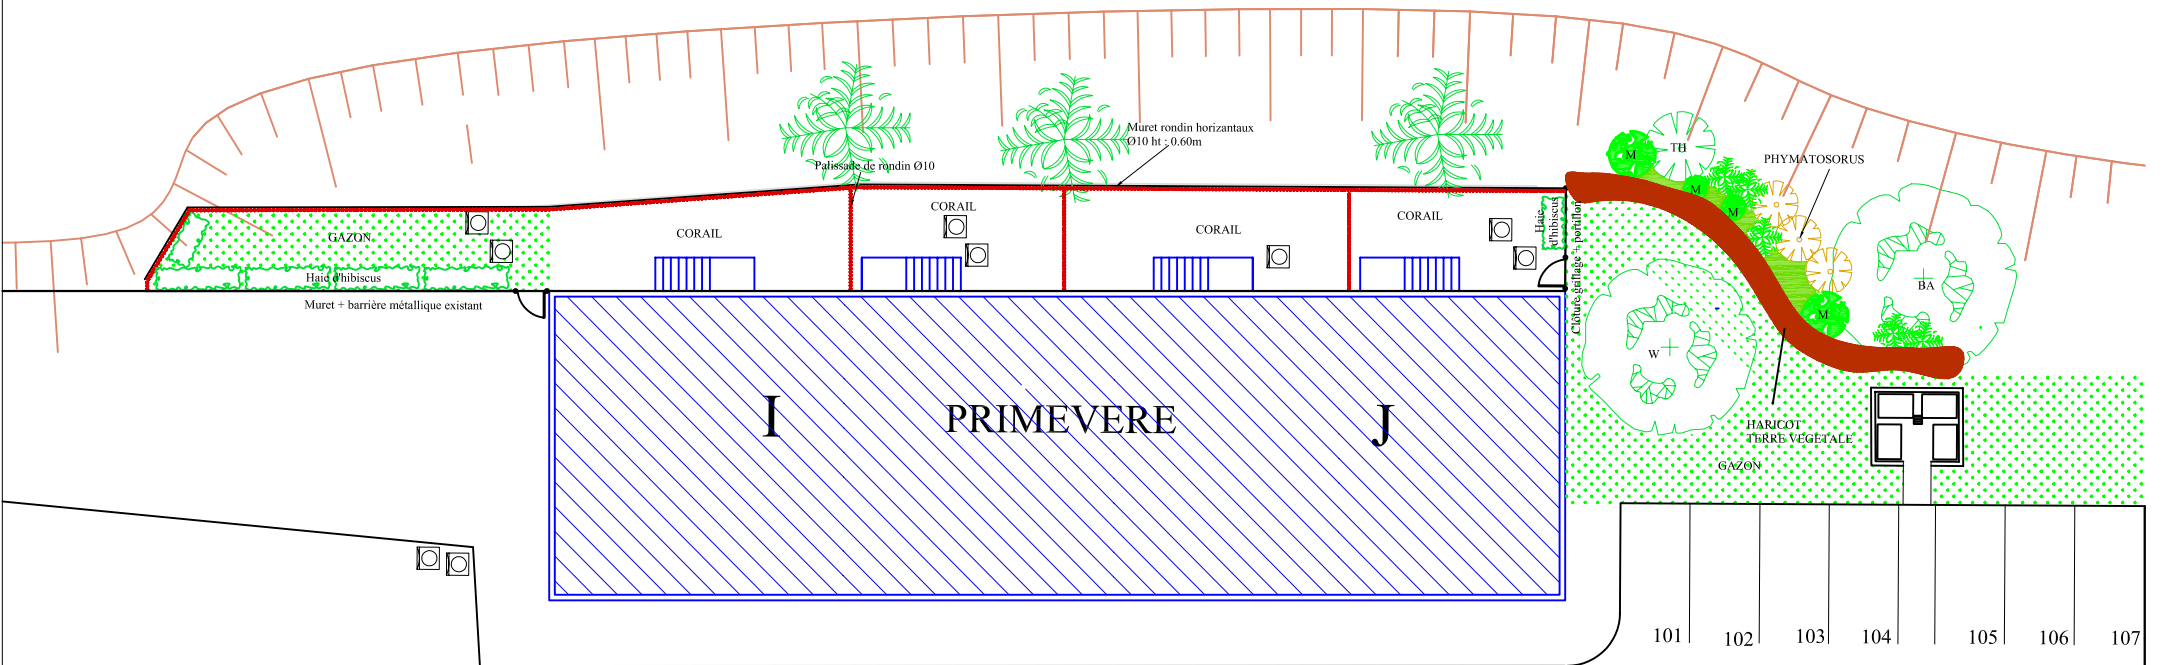 Muret rondin horizantaux
Ø10 ht : 0.60m
Palissade de rondin Ø10
TH
M
PHYMATOSORUS
M
M
CORAIL
CORAIL
CORAIL
CORAIL
GAZON
Haie
d'hibiscus
Clôture grillage + portillon
Haie d'hibiscus
BA
Muret + barrière métallique existant
M
W
I
PRIMEVERE
J
HARICOT
TERRE VEGETALE
GAZON
101
102
103
104
105
106
107